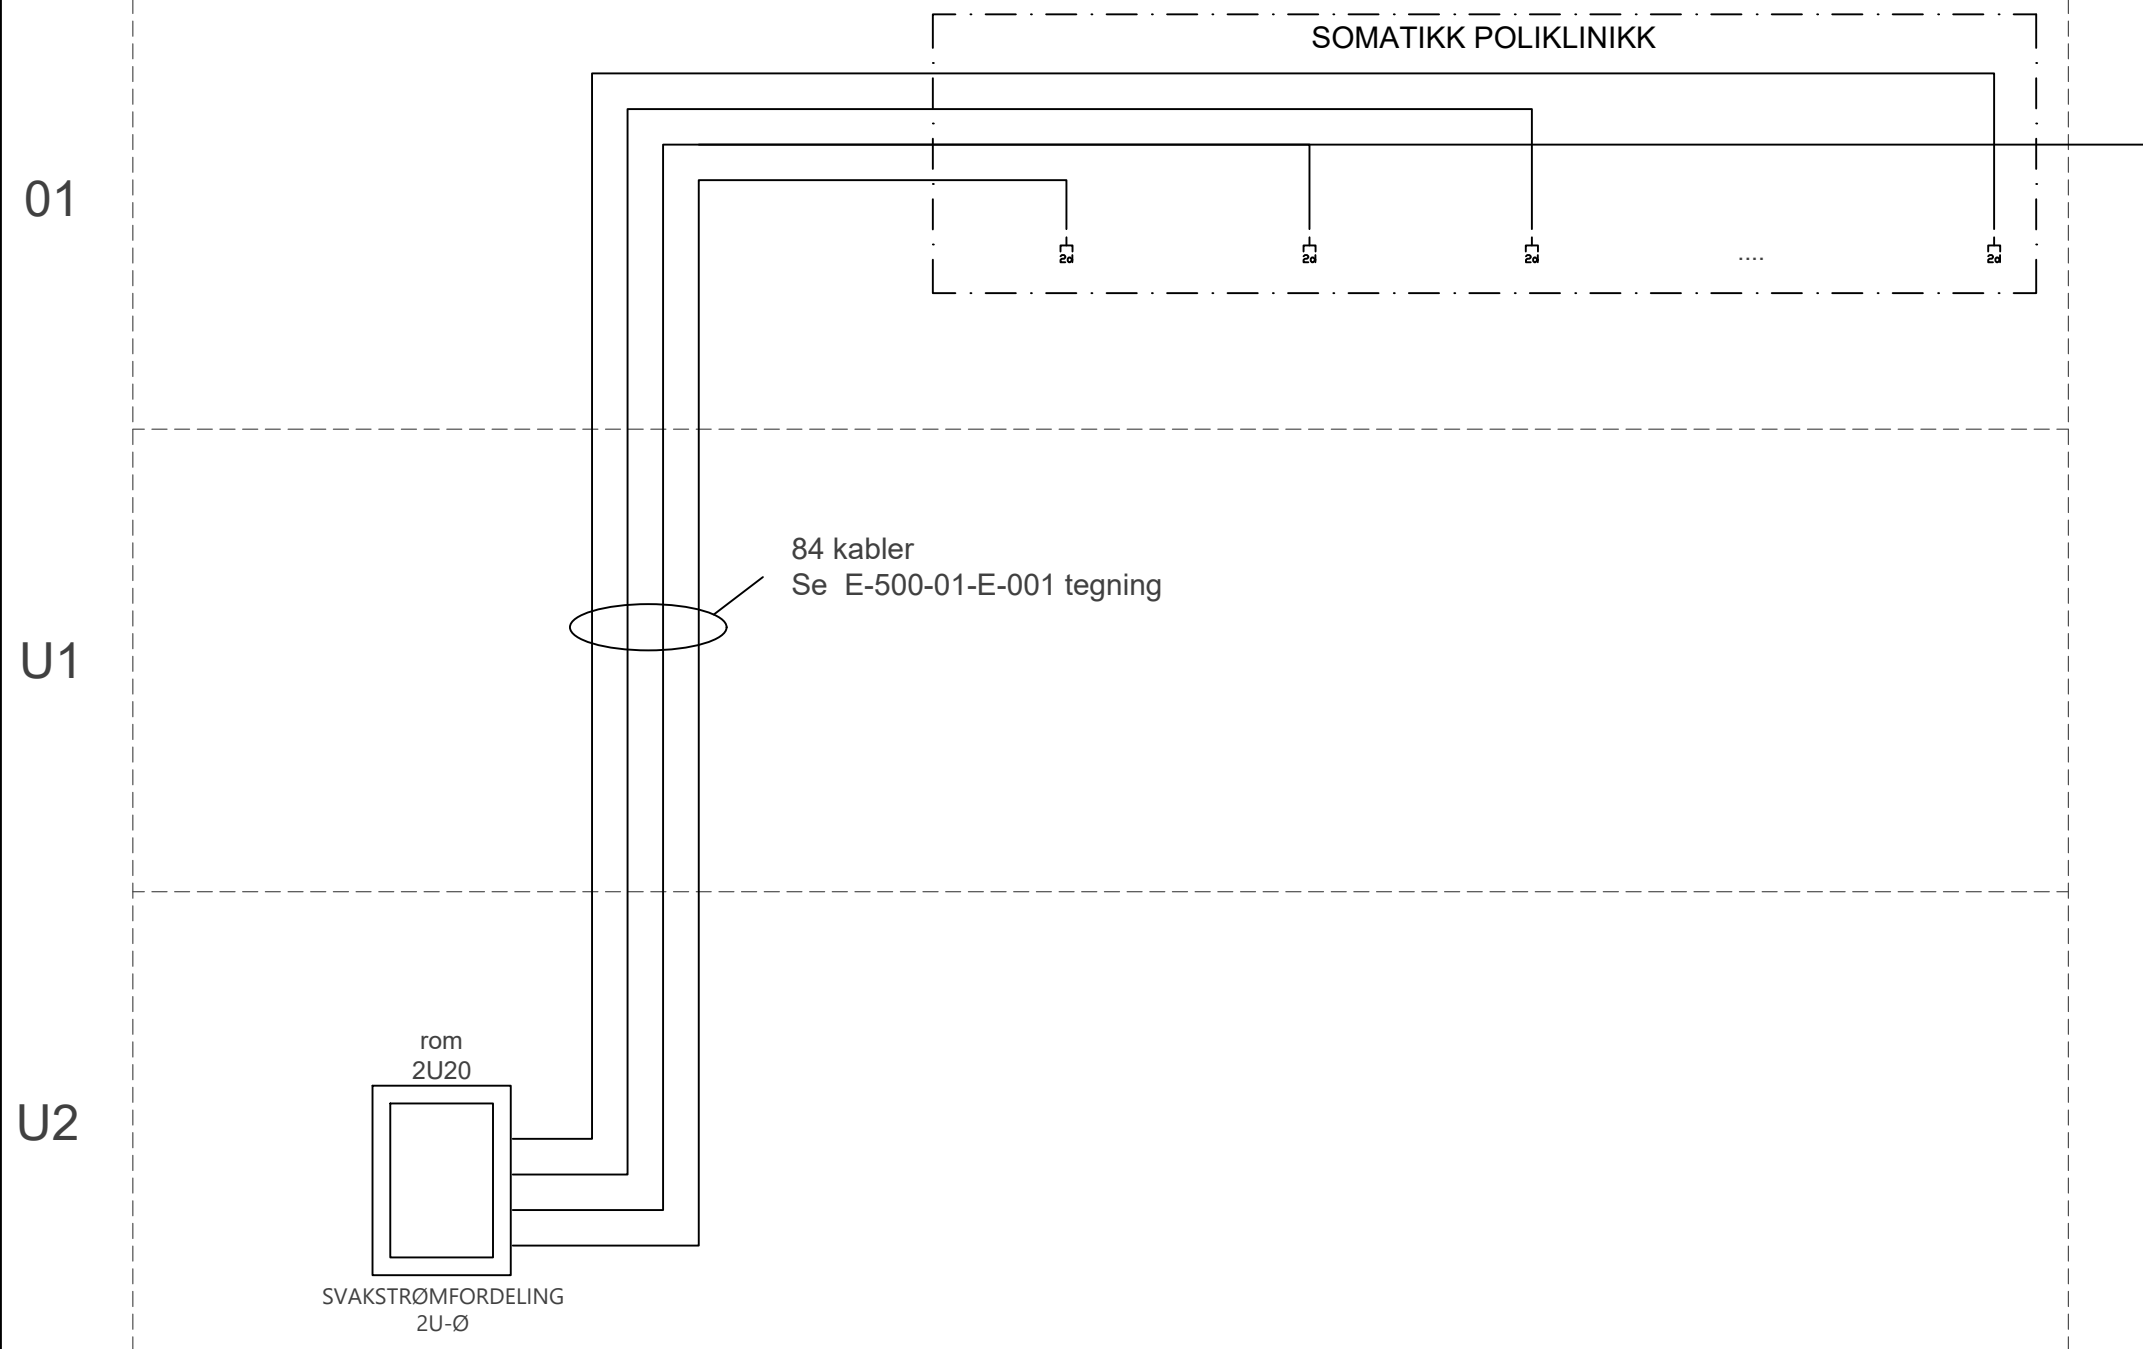 SOMATIKK POLIKLINIKK
01
2d
2d
2d
....
2d
84 kabler
Se E-500-01-E-001 tegning
U1
rom
2U20
U2
SVAKSTRØMFORDELING
2U-Ø